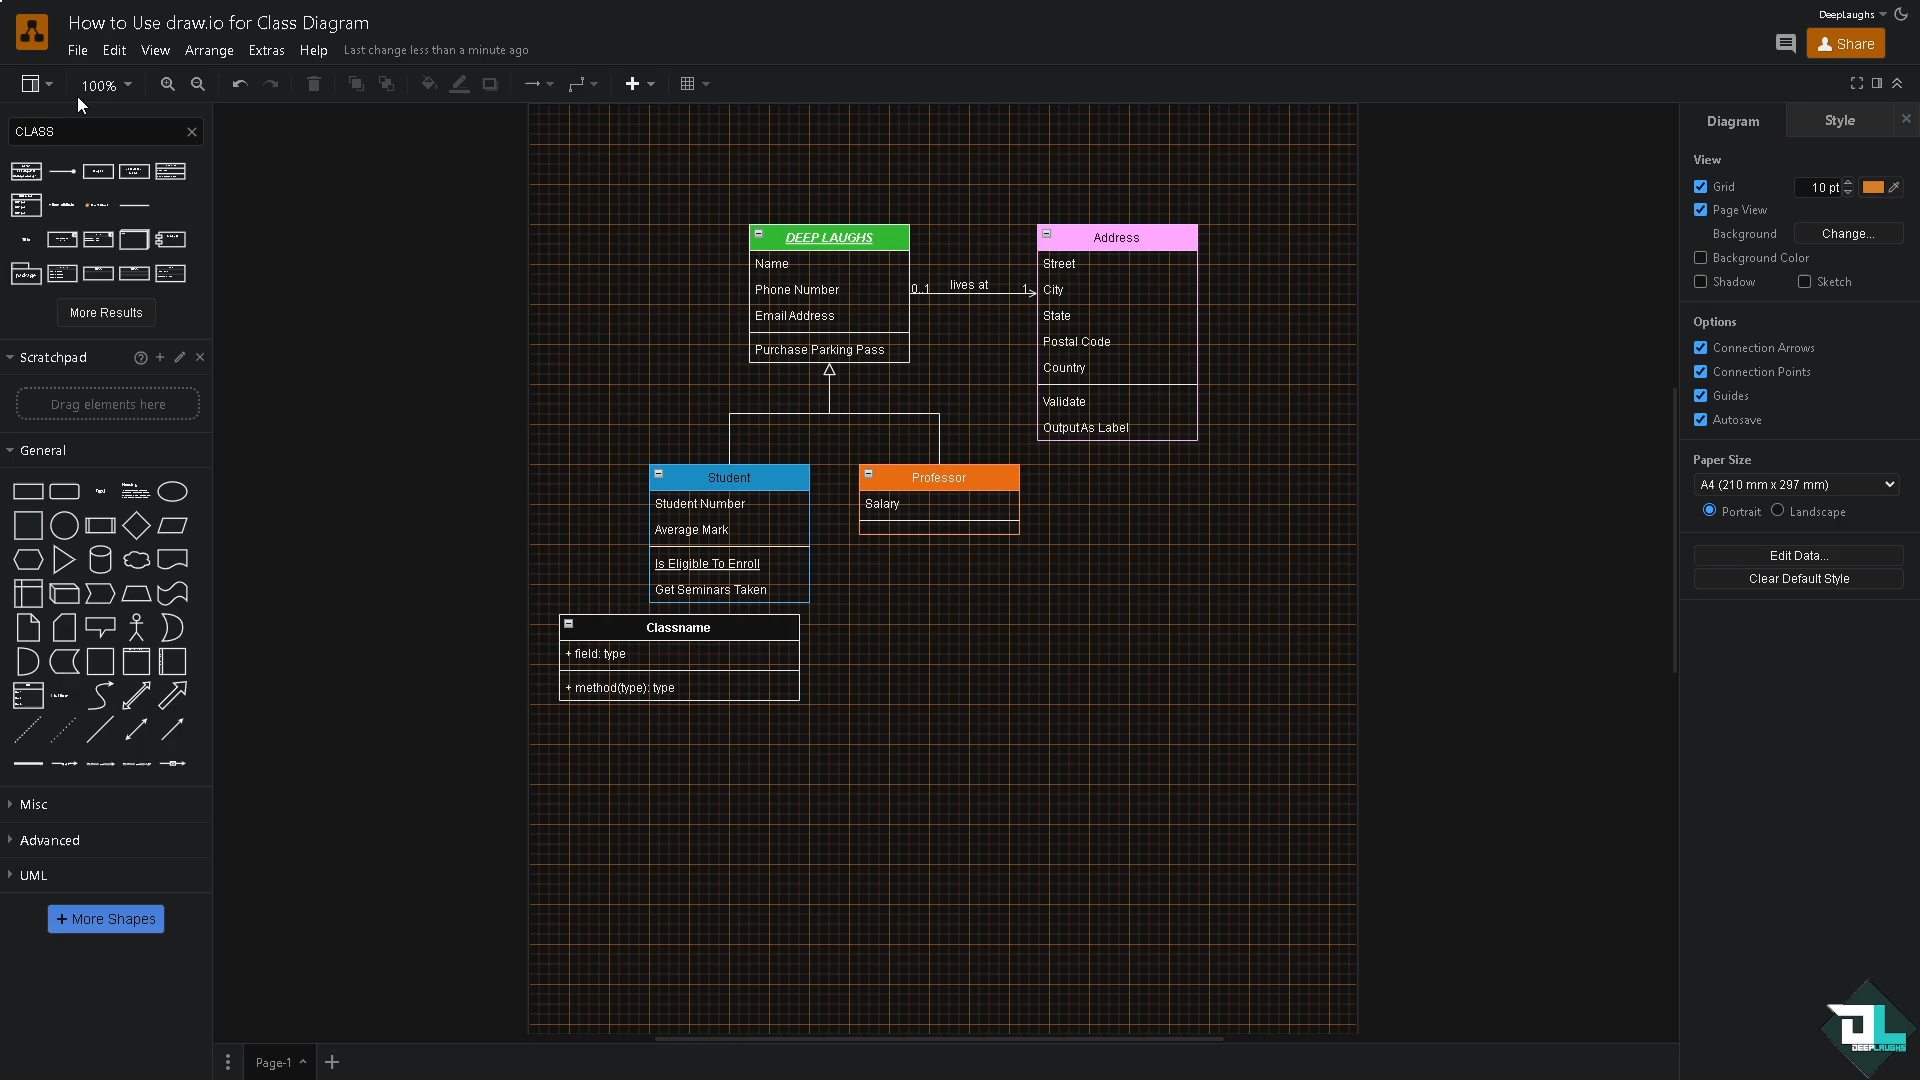 How to Use draw.io for Class Diagram
DeepLaughs
File Edit View Arrange Extras Help Last change less than a minute ago
Share
100%
CLASS
Diagram Style
View
Grid 10 pt
Page View
Background Change...
Background Color
Shadow Sketch
More Results
Options
Connection Arrows
Connection Points
Guides
Autosave
Scratchpad
Drag elements here
General
Paper Size
A4 (210 mm x 297 mm)
Portrait Landscape
Edit Data...
Clear Default Style
DEEP LAUGHS
Name
Phone Number
Email Address
Purchase Parking Pass
0..1 lives at 1
Address
Street
City
State
Postal Code
Country
Validate
Output As Label
Student
Student Number
Average Mark
Is Eligible To Enroll
Get Seminars Taken
Professor
Salary
Classname
+ field: type
+ method(type): type
package
Text
Heading
Misc
Advanced
UML
+ More Shapes
Page-1
DL
DEEPLAUGHS